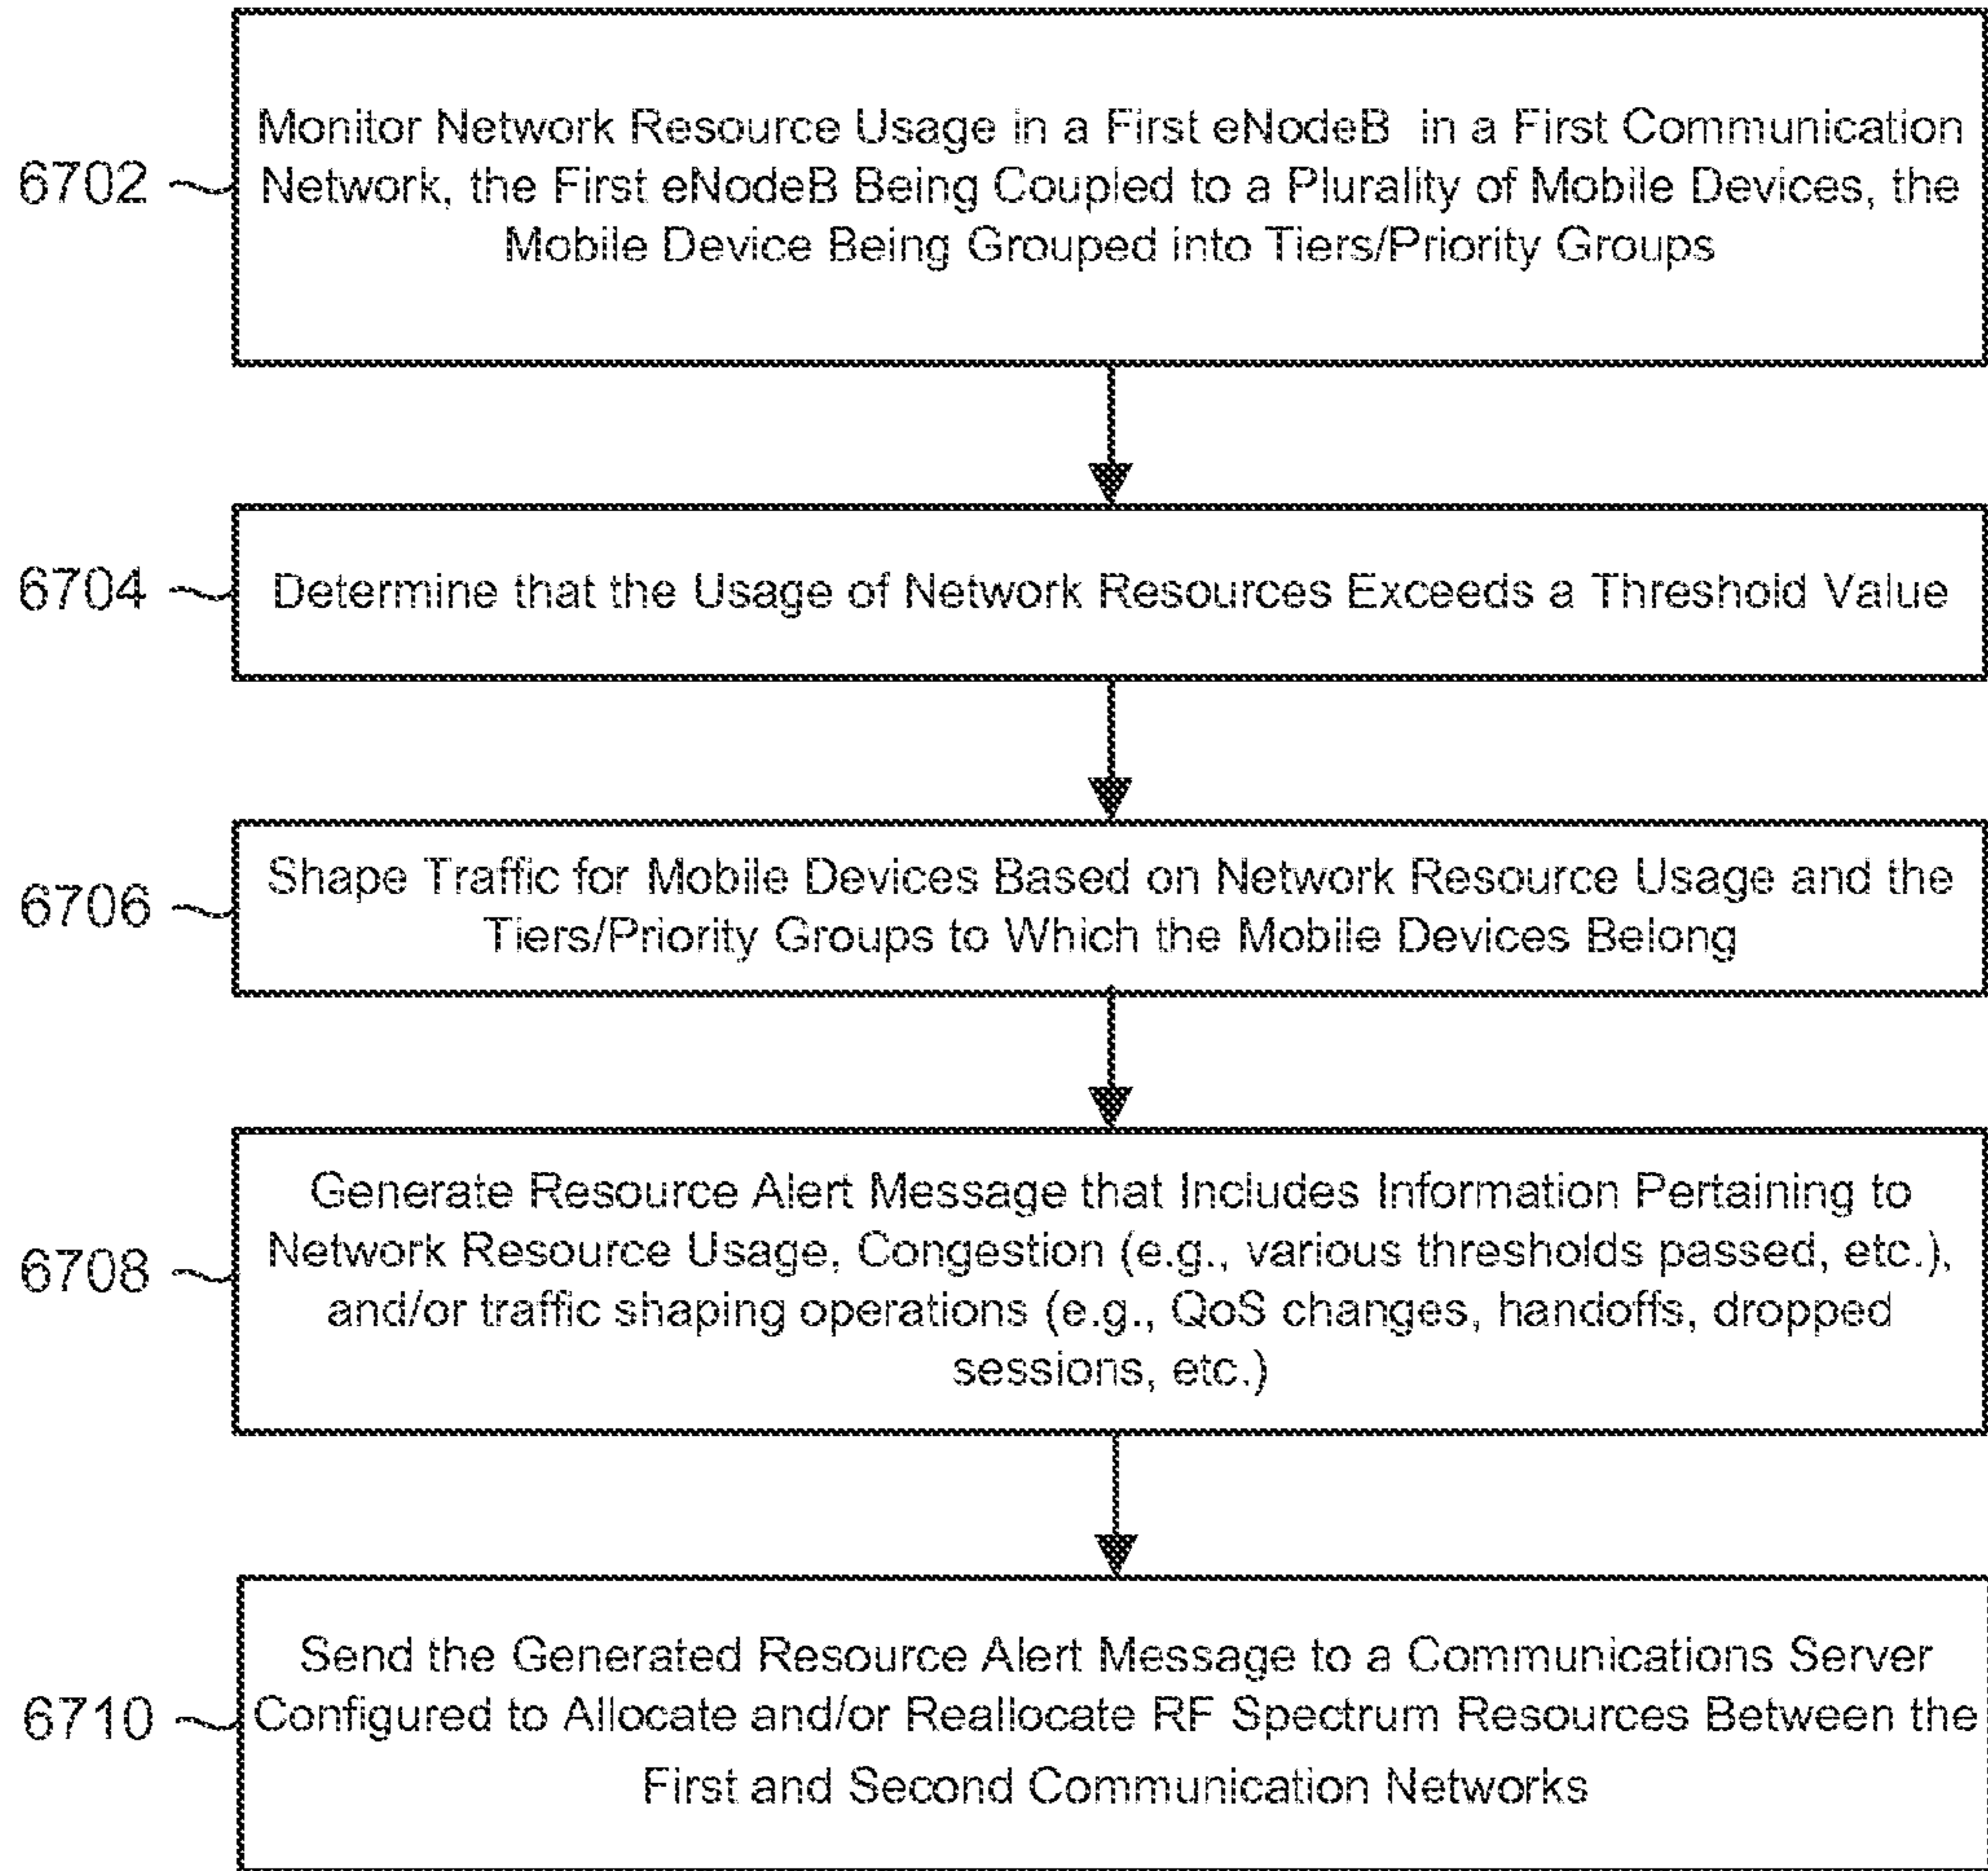 Monitor Network Resource Usage in a First eNodeB in a First Communication
6702
Network, the First eNodeB Being Coupled to a Plurality of Mobile Devices, the
Mobile Device Being Grouped into Tiers/Priority Groups
6704
Determine that the Usage of Network Resources Exceeds a Threshold Value
Shape Traffic for Mobile Devices Based on Network Resource Usage and the
6706
Tiers/Priority Groups to Which the Mobile Devices Belong
Generate Resource Alert Message that Includes Information Pertaining to
Network Resource Usage, Congestion (e.g., various thresholds passed, etc.),
6708
and/or traffic shaping operations (e.g., QoS changes, handoffs, dropped
sessions, etc.)
Send the Generated Resource Alert Message to a Communications Server
6710
Configured to Allocate and/or Reallocate RF Spectrum Resources Between the
First and Second Communication Networks